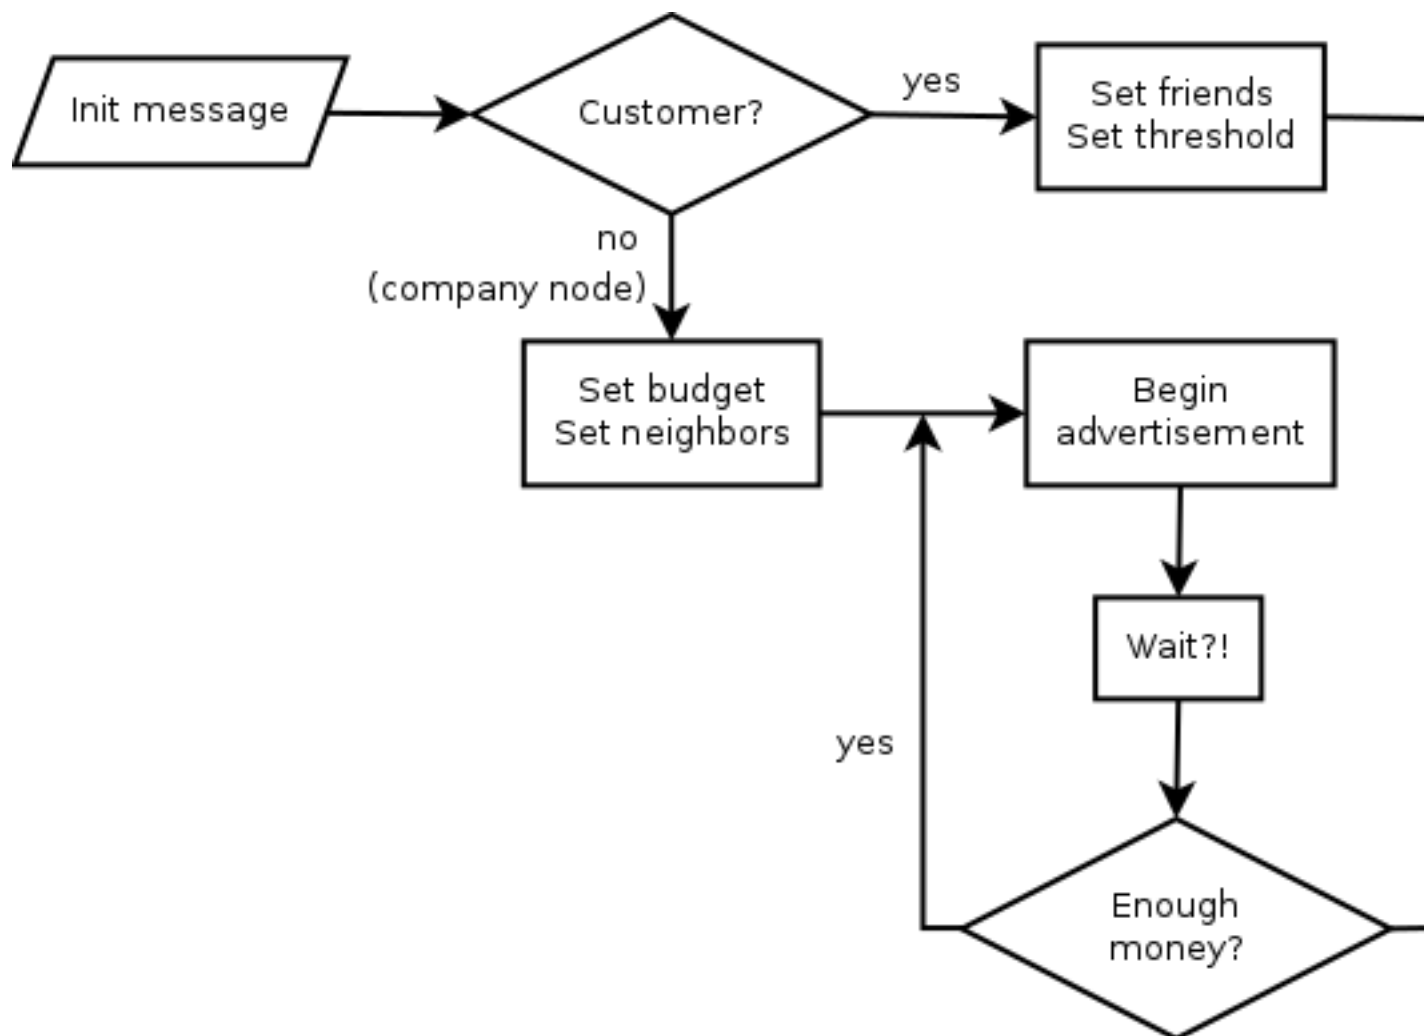 Init message
Customer?
yes
Set friends
Set threshold
no
(company node)
Set budget
Set neighbors
Begin
advertisement
Wait?!
yes
Enough
money?